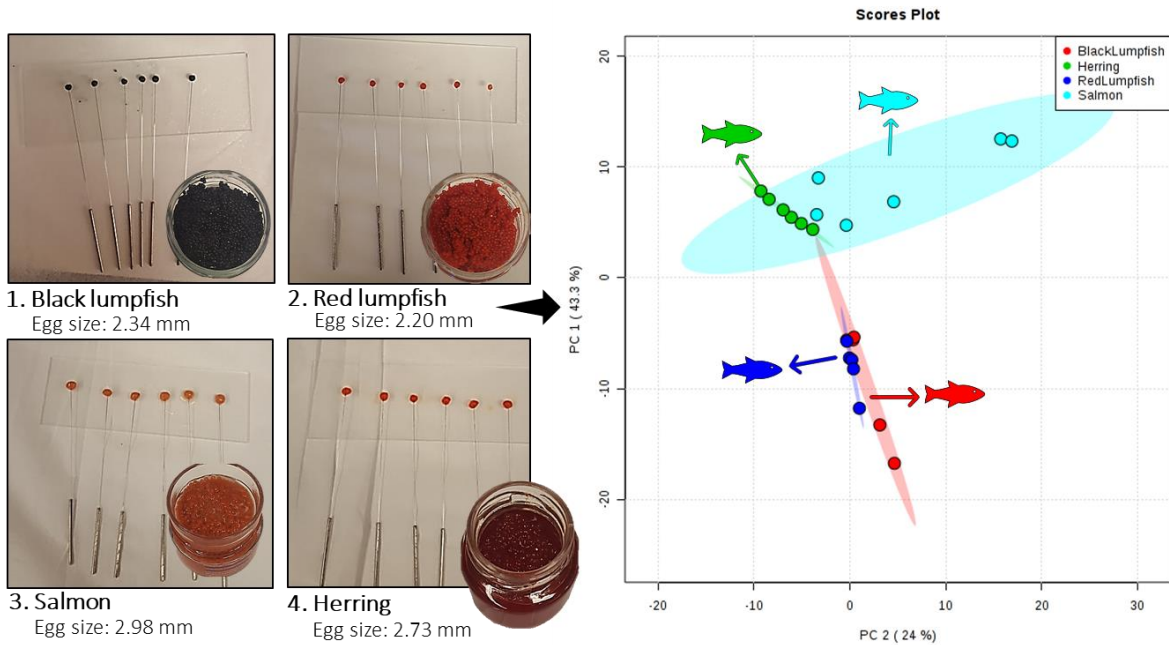 1. Black lumpfish
Egg size: 2.34 mm
2. Red lumpfish
Egg size: 2.20 mm
3. Salmon
Egg size: 2.98 mm
4. Herring
Egg size: 2.73 mm
Scores Plot
BlackLumpfish
Herring
RedLumpfish
Salmon
PC 1 ( 43.3 %)
20
10
0
-10
-20
-20
-10
0
10
20
30
PC 2 ( 24 %)